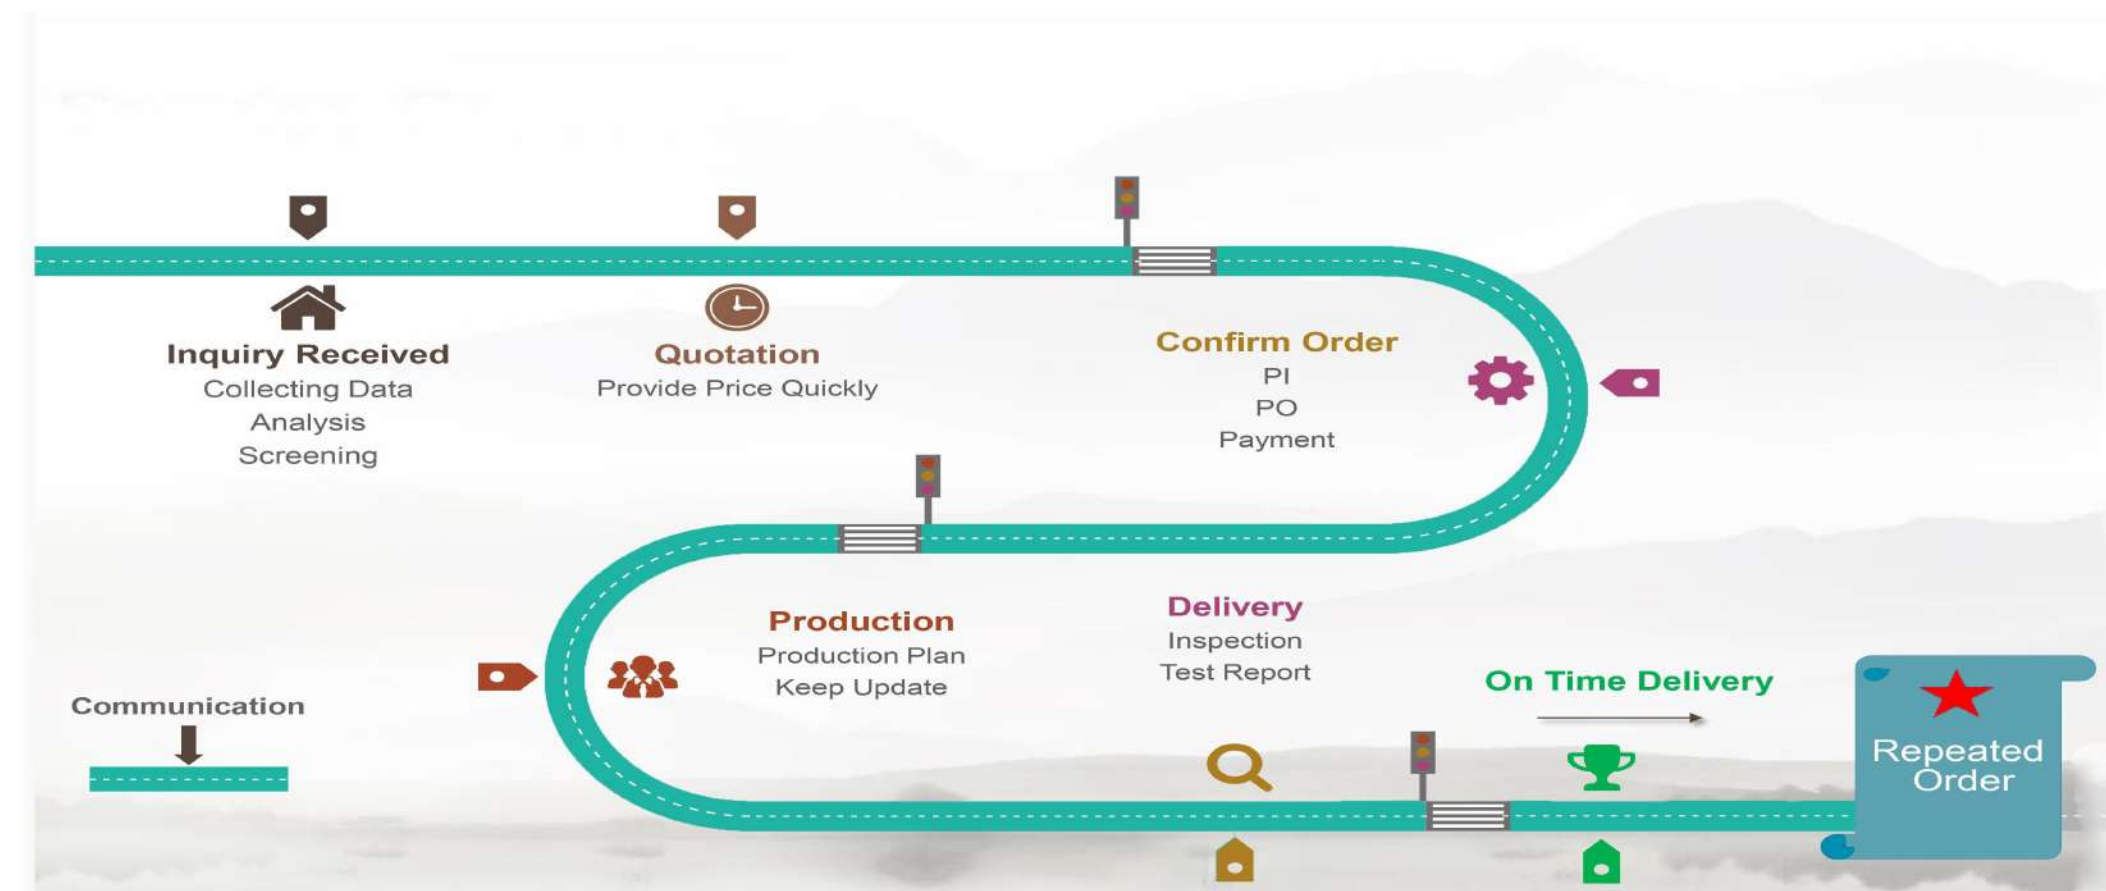 Inquiry Received
Collecting Data
Analysis
Screening
Quotation
Provide Price Quickly
Confirm Order
PI
PO
Payment
Production
Production Plan
Keep Update
Delivery
Inspection
Test Report
On Time Delivery
Repeated
Order
Communication